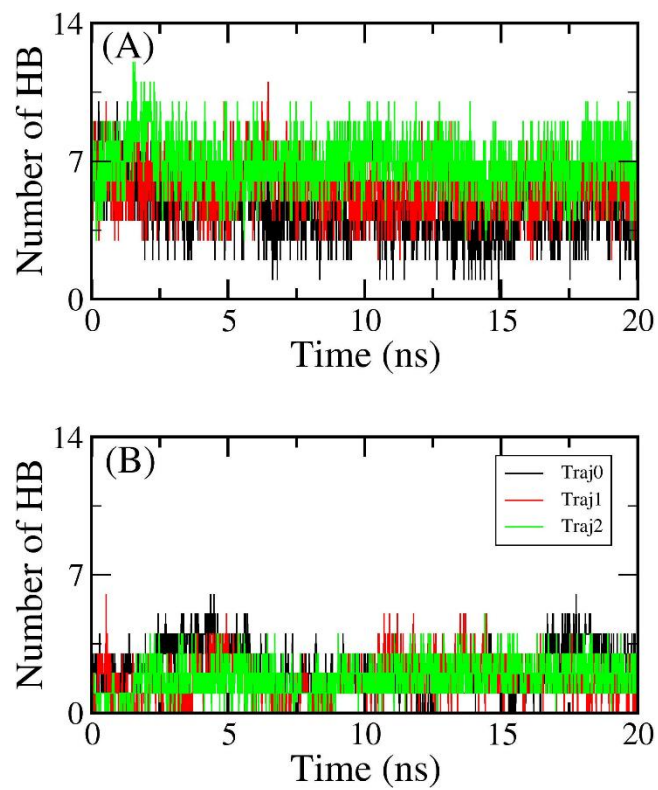 (A)
Number of HB
14
7
0
0 5 10 15 20
Time (ns)
(B)
Number of HB
14
7
0
Traj0
Traj1
Traj2
0 5 10 15 20
Time (ns)